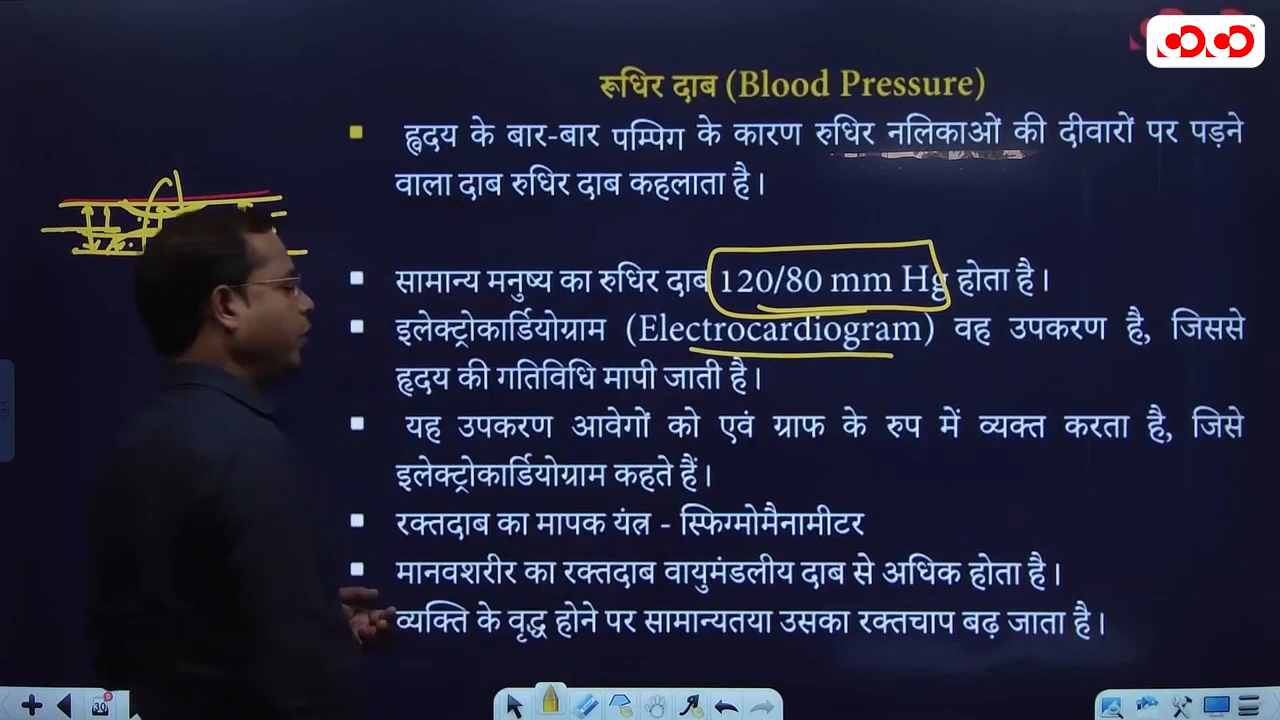 रूधिर दाब (Blood Pressure)
हृदय के बार-बार पम्पिग के कारण रुधिर नलिकाओं की दीवारों पर पड़ने
वाला दाब रुधिर दाब कहलाता है।
सामान्य मनुष्य का रुधिर दाब 120/80 mm Hg होता है।
इलेक्ट्रोकार्डियोग्राम (Electrocardiogram) वह उपकरण है, जिससे
हृदय की गतिविधि मापी जाती है।
यह उपकरण आवेगों को एवं ग्राफ के रुप में व्यक्त करता है, जिसे
इलेक्ट्रोकार्डियोग्राम कहते हैं।
रक्तदाब का मापक यंत्र - स्फिग्मोमैनामीटर
मानवशरीर का रक्तदाब वायुमंडलीय दाब से अधिक होता है।
व्यक्ति के वृद्ध होने पर सामान्यतया उसका रक्तचाप बढ़ जाता है।